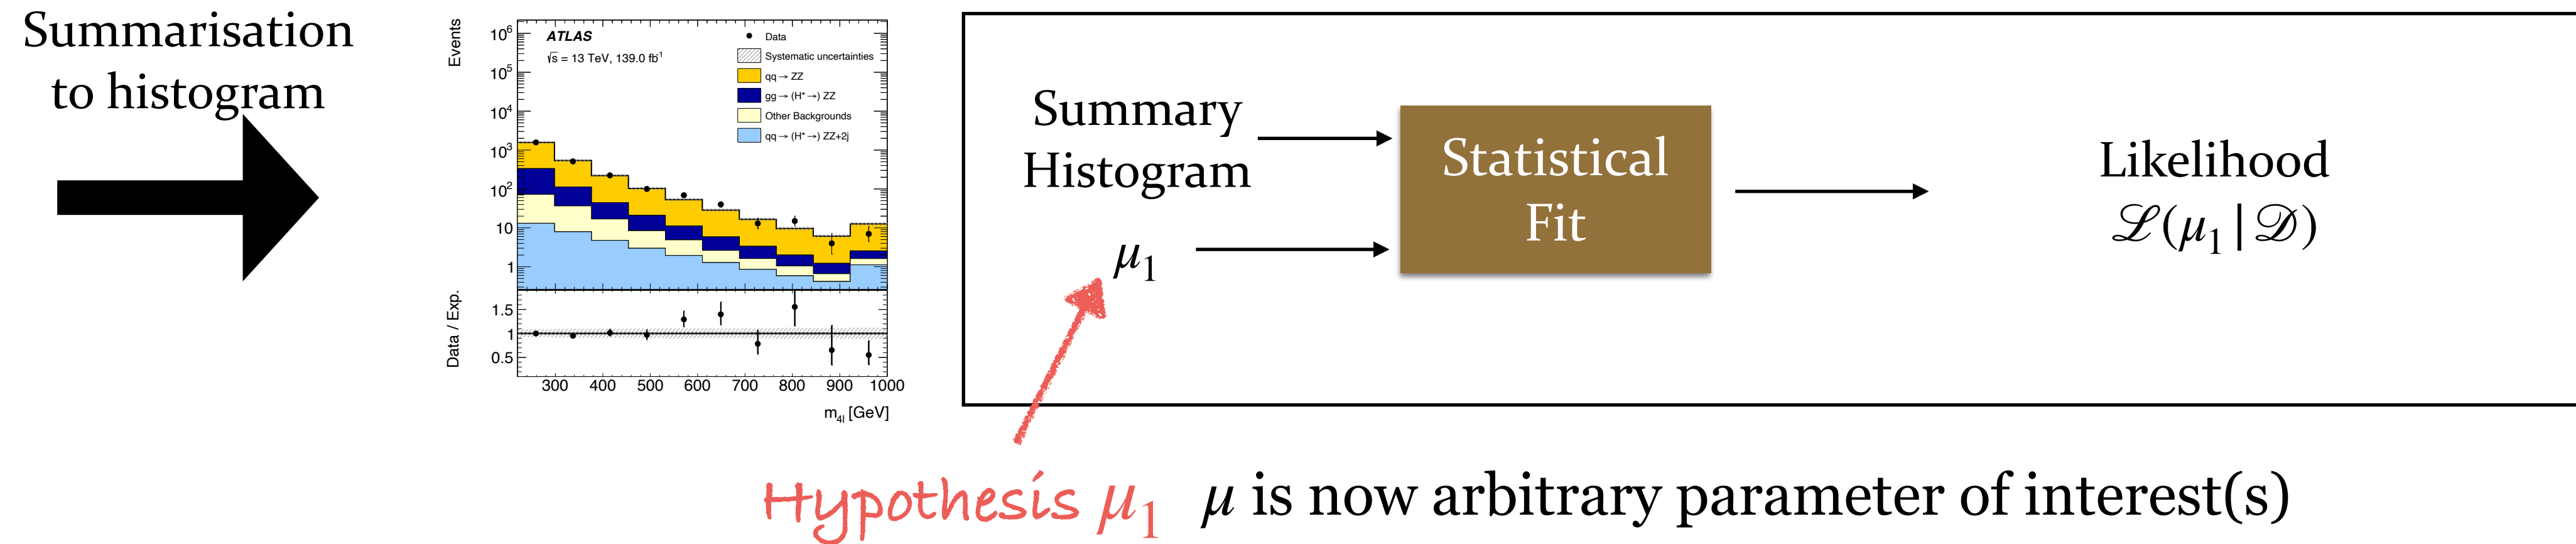 Summarisation
to histogram
Events
10⁶
10⁵
10⁴
10³
10²
10
1
ATLAS
√s = 13 TeV, 139.0 fb⁻¹
Data
Systematic uncertainties
qq → ZZ
gg → (H* →) ZZ
Other Backgrounds
qq → (H* →) ZZ+2j
Data / Exp.
1.5
1
0.5
300 400 500 600 700 800 900 1000
m₄ₗ [GeV]
Summary
Histogram
μ₁
Statistical
Fit
Likelihood
ℒ(μ₁ | 𝒟)
Hypothesis μ₁
μ is now arbitrary parameter of interest(s)